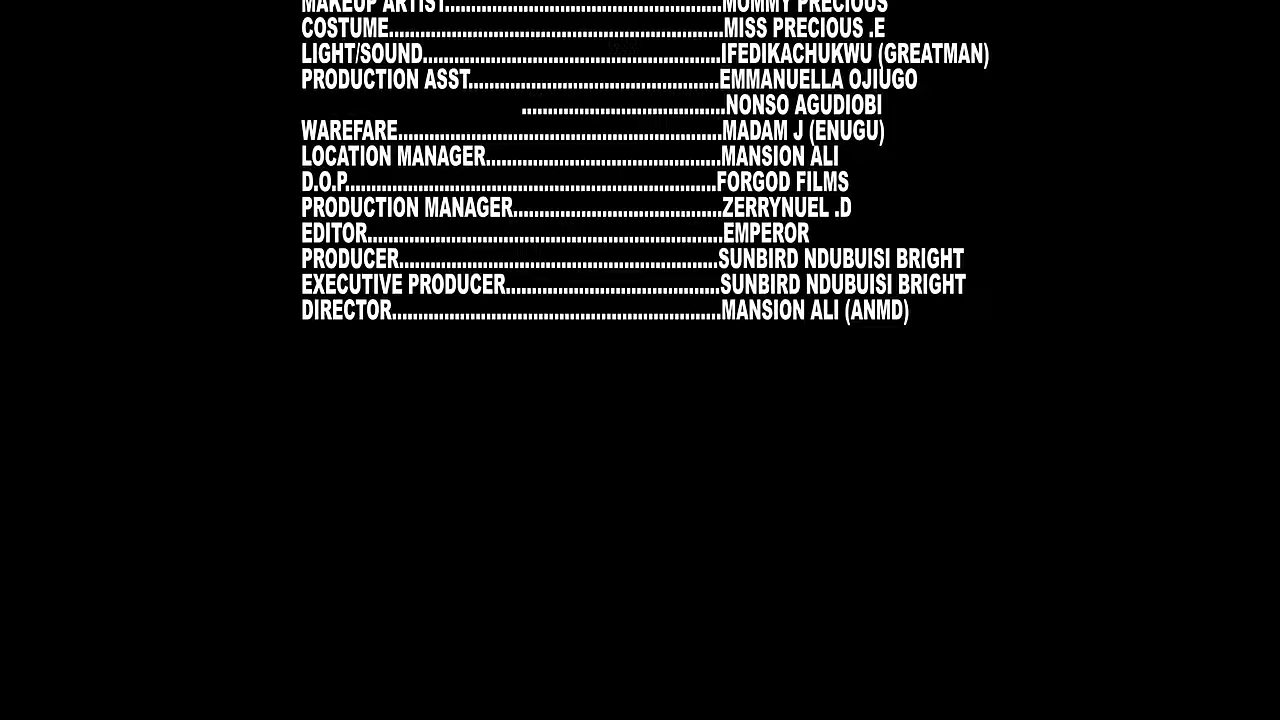 MAKEUP ARTIST.....................................................MOMMY PRECIOUS
COSTUME................................................................MISS PRECIOUS .E
LIGHT/SOUND.........................................................IFEDIKACHUKWU (GREATMAN)
PRODUCTION ASST................................................EMMANUELLA OJIUGO
.......................................NONSO AGUDIOBI
WAREFARE..............................................................MADAM J (ENUGU)
LOCATION MANAGER.............................................MANSION ALI
D.O.P.......................................................................FORGOD FILMS
PRODUCTION MANAGER........................................ZERRYNUEL .D
EDITOR....................................................................EMPEROR
PRODUCER.............................................................SUNBIRD NDUBUISI BRIGHT
EXECUTIVE PRODUCER.........................................SUNBIRD NDUBUISI BRIGHT
DIRECTOR...............................................................MANSION ALI (ANMD)